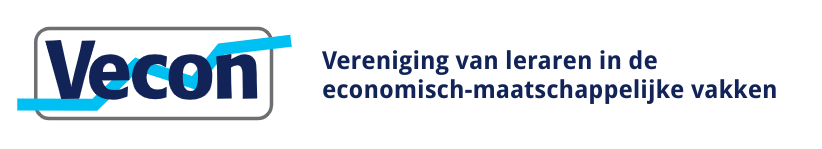 Vecon
Vereniging van leraren in de
economisch-maatschappelijke vakken